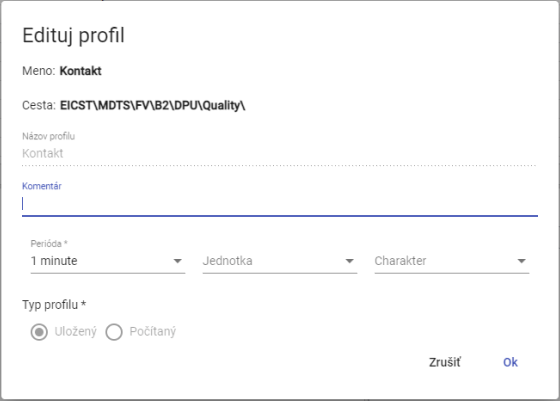 Edituj profil
Meno: Kontakt
Cesta: EICST\MDTS\FV\B2\DPU\Quality\
Názov profilu
Kontakt
Komentár
Perióda *
1 minute Jednotka Charakter
Typ profilu *
Uložený Počítaný
Zrušiť Ok